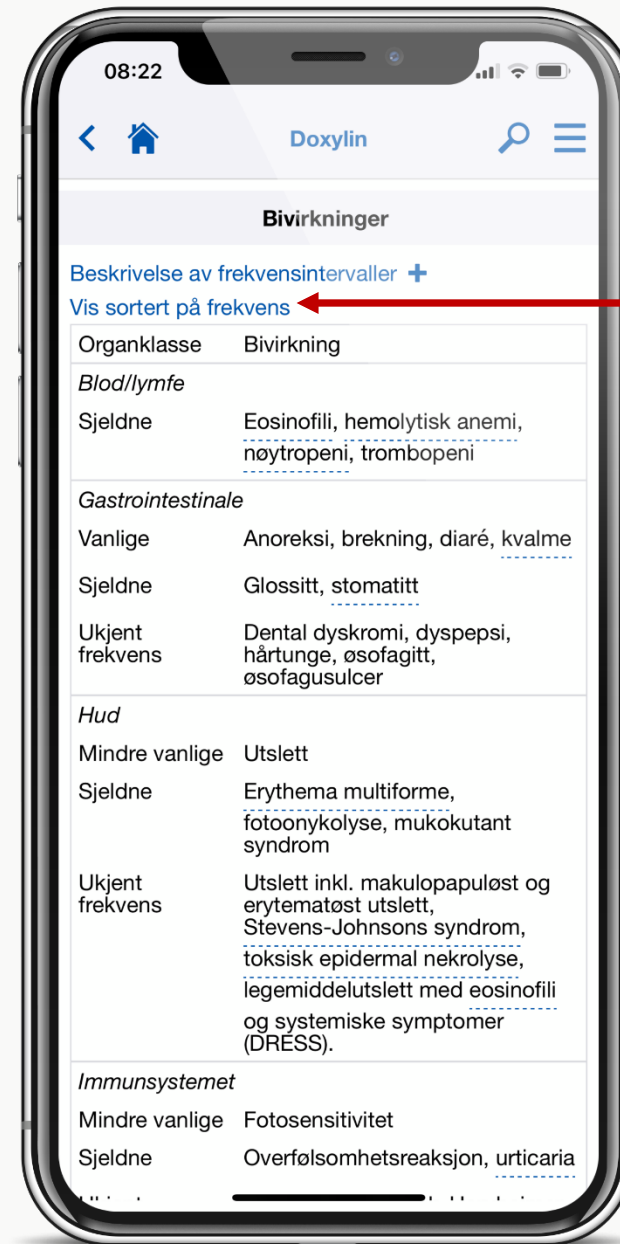 08:22
Doxylin
Bivirkninger
Beskrivelse av frekvensintervaller +
Vis sortert på frekvens
Organklasse Bivirkning
Blod/lymfe
Sjeldne Eosinofili, hemolytisk anemi,
nøytropeni, trombopeni
Gastrointestinale
Vanlige Anoreksi, brekning, diaré, kvalme
Sjeldne Glossitt, stomatitt
Ukjent frekvens Dental dyskromi, dyspepsi,
hårtunge, øsofagitt,
øsofagusulcer
Hud
Mindre vanlige Utslett
Sjeldne Erythema multiforme,
fotoonykolyse, mukokutant
syndrom
Ukjent frekvens Utslett inkl. makulopapuløst og
erytematøst utslett,
Stevens-Johnsons syndrom,
toksisk epidermal nekrolyse,
legemiddelutslett med eosinofili
og systemiske symptomer
(DRESS).
Immunsystemet
Mindre vanlige Fotosensitivitet
Sjeldne Overfølsomhetsreaksjon, urticaria